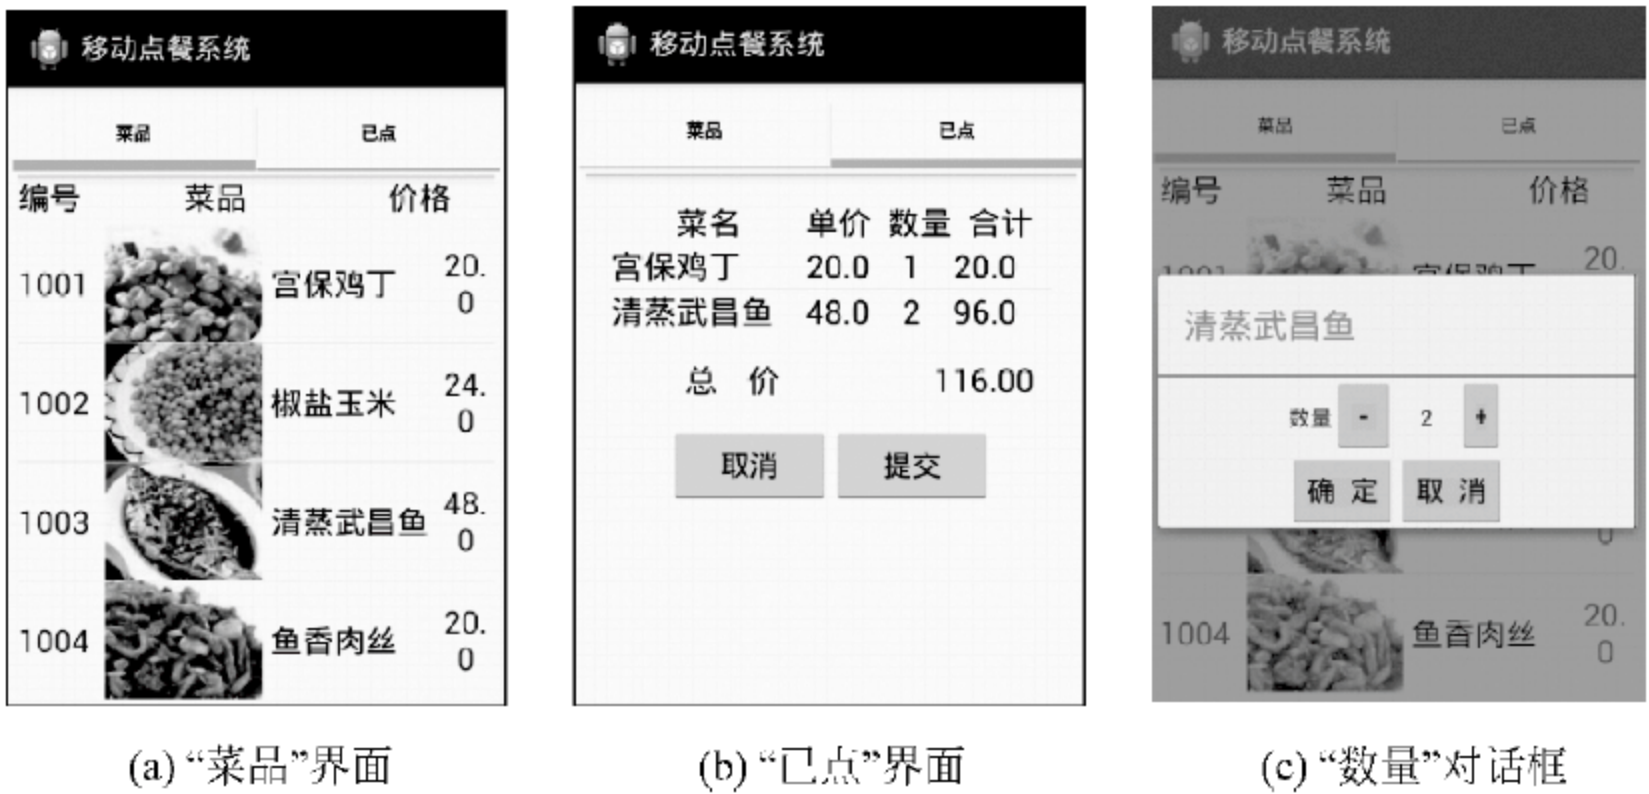 移动点餐系统
菜品 已点
编号 菜品 价格
1001 宫保鸡丁 20.0
1002 椒盐玉米 24.0
1003 清蒸武昌鱼 48.0
1004 鱼香肉丝 20.0
(a)“菜品”界面
移动点餐系统
菜品 已点
菜名 单价 数量 合计
宫保鸡丁 20.0 1 20.0
清蒸武昌鱼 48.0 2 96.0
总 价 116.00
取消 提交
(b)“已点”界面
移动点餐系统
菜品 已点
编号 菜品 价格
1001 宫保鸡丁 20.
清蒸武昌鱼
数量 - 2 +
确 定 取 消
0
1004 鱼香肉丝 20.0
(c)“数量”对话框